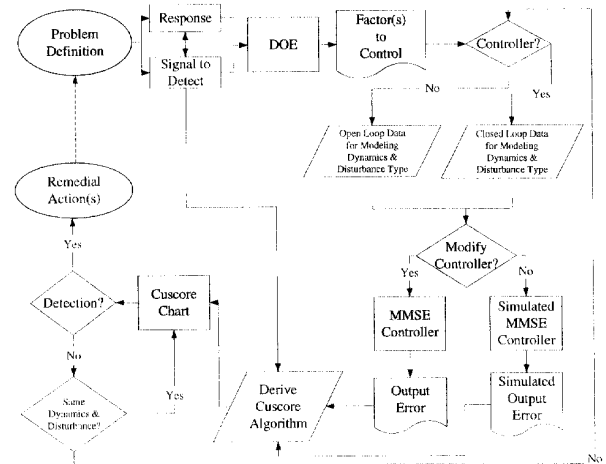 Problem
Definition
Response
Signal to
Detect
DOE
Factor(s)
to
Control
Controller?
No
Yes
Open Loop Data
for Modeling
Dynamics &
Disturbance Type
Closed Loop Data
for Modeling
Dynamics &
Disturbance Type
Remedial
Action(s)
Yes
Modify
Controller?
Yes
No
Detection?
Cuscore
Chart
MMSE
Controller
Simulated
MMSE
Controller
No
Yes
Same
Dynamics &
Disturbance?
Derive
Cuscore
Algorithm
Output
Error
Simulated
Output
Error
No